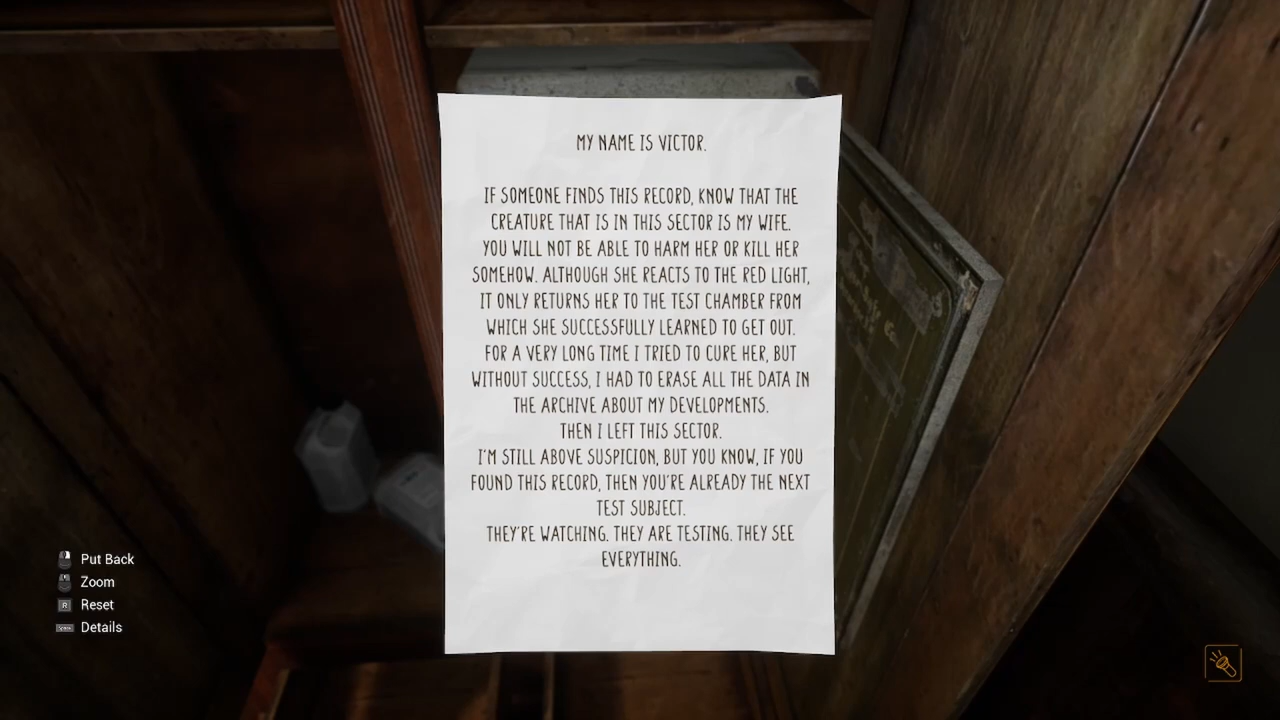 MY NAME IS VICTOR.
IF SOMEONE FINDS THIS RECORD, KNOW THAT THE
CREATURE THAT IS IN THIS SECTOR IS MY WIFE.
YOU WILL NOT BE ABLE TO HARM HER OR KILL HER
SOMEHOW. ALTHOUGH SHE REACTS TO THE RED LIGHT,
IT ONLY RETURNS HER TO THE TEST CHAMBER FROM
WHICH SHE SUCCESSFULLY LEARNED TO GET OUT.
FOR A VERY LONG TIME I TRIED TO CURE HER, BUT
WITHOUT SUCCESS, I HAD TO ERASE ALL THE DATA IN
THE ARCHIVE ABOUT MY DEVELOPMENTS.
THEN I LEFT THIS SECTOR.
I'M STILL ABOVE SUSPICION, BUT YOU KNOW, IF YOU
FOUND THIS RECORD, THEN YOU'RE ALREADY THE NEXT
TEST SUBJECT.
THEY'RE WATCHING. THEY ARE TESTING. THEY SEE
EVERYTHING.
Put Back
Zoom
R Reset
Details